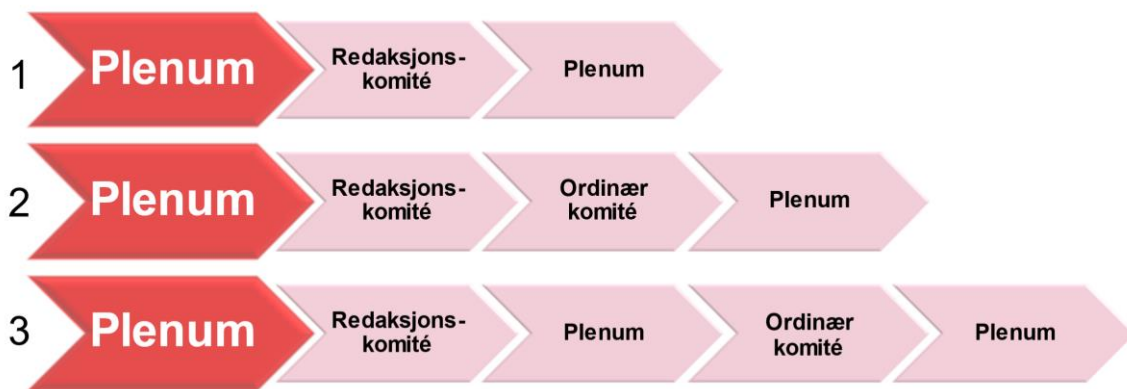 1
Plenum
Redaksjons-
komité
Plenum
2
Plenum
Redaksjons-
komité
Ordinær
komité
Plenum
3
Plenum
Redaksjons-
komité
Plenum
Ordinær
komité
Plenum